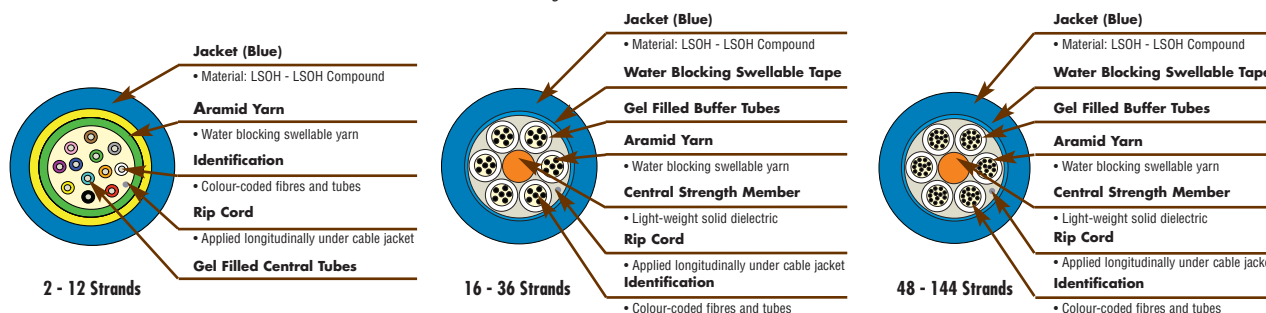 Jacket (Blue)
• Material: LSOH - LSOH Compound
Aramid Yarn
• Water blocking swellable yarn
Identification
• Colour-coded fibres and tubes
Rip Cord
• Applied longitudinally under cable jacket
Gel Filled Central Tubes
2 - 12 Strands
Jacket (Blue)
• Material: LSOH - LSOH Compound
Water Blocking Swellable Tape
Gel Filled Buffer Tubes
Aramid Yarn
• Water blocking swellable yarn
Central Strength Member
• Light-weight solid dielectric
Rip Cord
• Applied longitudinally under cable jacket
Identification
• Colour-coded fibres and tubes
16 - 36 Strands
Jacket (Blue)
• Material: LSOH - LSOH Compound
Water Blocking Swellable Tape
Gel Filled Buffer Tubes
Aramid Yarn
• Water blocking swellable yarn
Central Strength Member
• Light-weight solid dielectric
Rip Cord
• Applied longitudinally under cable jacke
Identification
• Colour-coded fibres and tubes
48 - 144 Strands